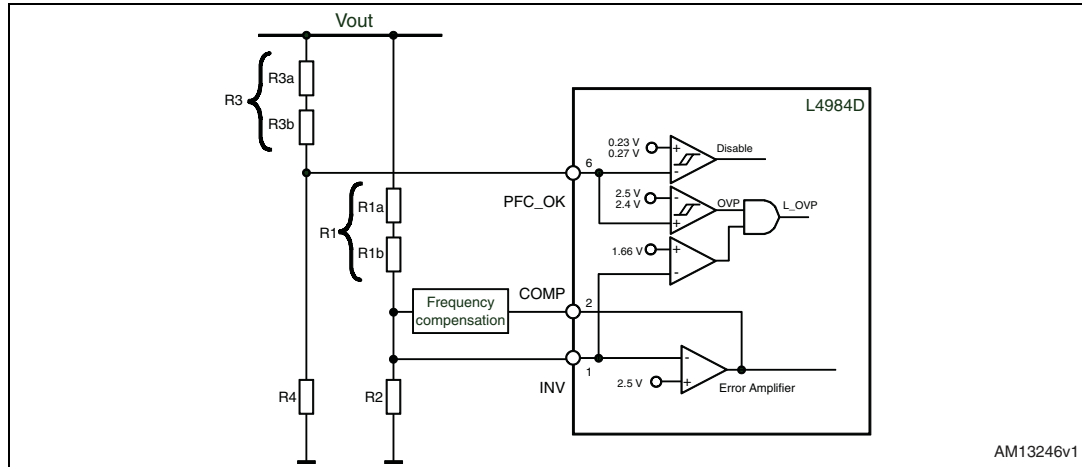 Vout
L4984D
R3a
R3
R3b
0.23 V
0.27 V
+
-
Disable
6
PFC_OK
2.5 V
2.4 V
-
+
OVP
L_OVP
R1a
R1
R1b
1.66 V
+
-
COMP
2
Frequency
compensation
1
INV
R4
R2
2.5 V
-
+
Error Amplifier
AM13246v1